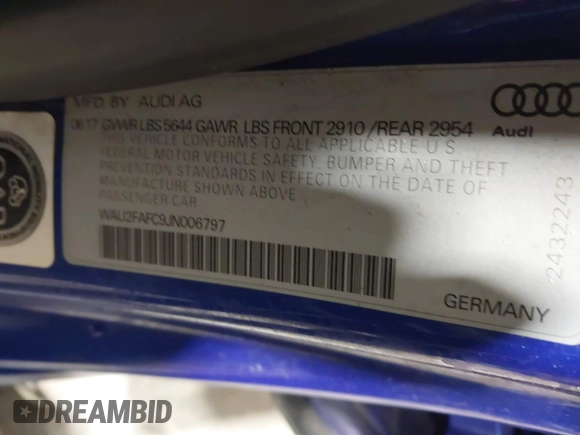 MFD. BY AUDI AG
06.17 GVWR LBS 5644 GAWR LBS FRONT 2910 / REAR 2954
THIS VEHICLE CONFORMS TO ALL APPLICABLE U S
FEDERAL MOTOR VEHICLE SAFETY, BUMPER AND THEFT
PREVENTION STANDARDS IN EFFECT ON THE DATE OF
MANUFACTURE SHOWN ABOVE
PASSENGER CAR
WAU2FAFC9JN006797
Audi
2432243
GERMANY
DREAMBID